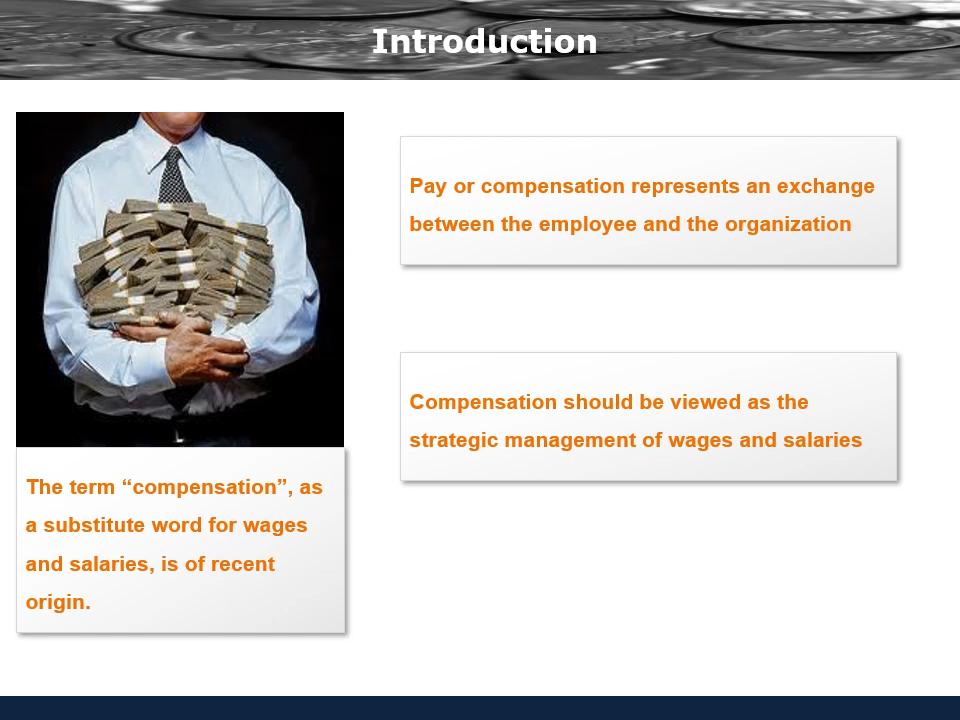 Introduction
Pay or compensation represents an exchange
between the employee and the organization
Compensation should be viewed as the
strategic management of wages and salaries
The term “compensation”, as
a substitute word for wages
and salaries, is of recent
origin.